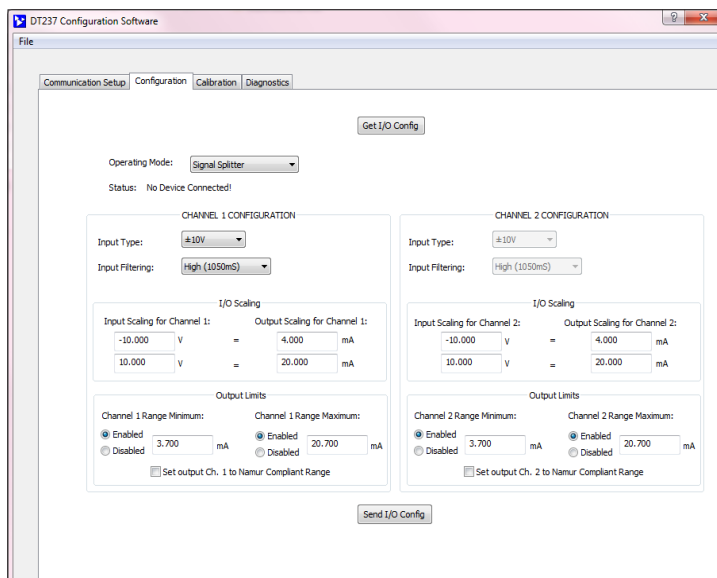 DT237 Configuration Software
File
Communication Setup Configuration Calibration Diagnostics
Get I/O Config
Operating Mode: Signal Splitter
Status: No Device Connected!
CHANNEL 1 CONFIGURATION
Input Type: ±10V
Input Filtering: High (1050mS)
I/O Scaling
Input Scaling for Channel 1: Output Scaling for Channel 1:
-10.000 V = 4.000 mA
10.000 V = 20.000 mA
Output Limits
Channel 1 Range Minimum: Channel 1 Range Maximum:
Enabled Enabled
3.700 mA 20.700 mA
Disabled Disabled
Set output Ch. 1 to Namur Compliant Range
CHANNEL 2 CONFIGURATION
Input Type: ±10V
Input Filtering: High (1050mS)
I/O Scaling
Input Scaling for Channel 2: Output Scaling for Channel 2:
-10.000 V = 4.000 mA
10.000 V = 20.000 mA
Output Limits
Channel 2 Range Minimum: Channel 2 Range Maximum:
Enabled Enabled
3.700 mA 20.700 mA
Disabled Disabled
Set output Ch. 2 to Namur Compliant Range
Send I/O Config